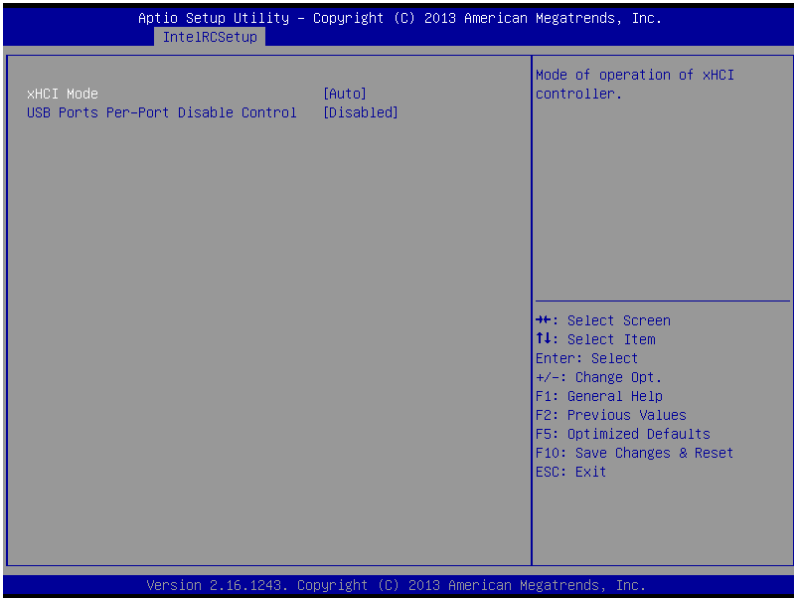 Aptio Setup Utility – Copyright (C) 2013 American Megatrends, Inc.
IntelRCSetup
xHCI Mode [Auto]
USB Ports Per-Port Disable Control [Disabled]
Mode of operation of xHCI
controller.
→←: Select Screen
↑↓: Select Item
Enter: Select
+/-: Change Opt.
F1: General Help
F2: Previous Values
F5: Optimized Defaults
F10: Save Changes & Reset
ESC: Exit
Version 2.16.1243. Copyright (C) 2013 American Megatrends, Inc.